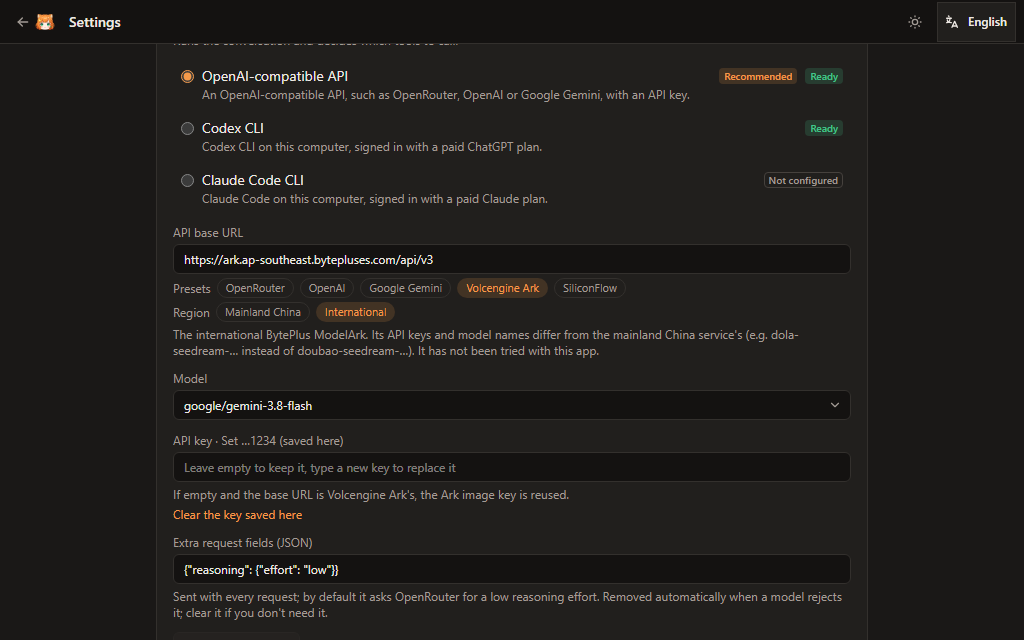 Settings
English
OpenAI-compatible API
Recommended
Ready
An OpenAI-compatible API, such as OpenRouter, OpenAI or Google Gemini, with an API key.
Codex CLI
Ready
Codex CLI on this computer, signed in with a paid ChatGPT plan.
Claude Code CLI
Not configured
Claude Code on this computer, signed in with a paid Claude plan.
API base URL
https://ark.ap-southeast.bytepluses.com/api/v3
Presets OpenRouter OpenAI Google Gemini Volcengine Ark SiliconFlow
Region Mainland China International
The international BytePlus ModelArk. Its API keys and model names differ from the mainland China service's (e.g. dola-
seedream-... instead of doubao-seedream-...). It has not been tried with this app.
Model
google/gemini-3.8-flash
API key · Set ...1234 (saved here)
Leave empty to keep it, type a new key to replace it
If empty and the base URL is Volcengine Ark's, the Ark image key is reused.
Clear the key saved here
Extra request fields (JSON)
{"reasoning": {"effort": "low"}}
Sent with every request; by default it asks OpenRouter for a low reasoning effort. Removed automatically when a model rejects
it; clear it if you don't need it.